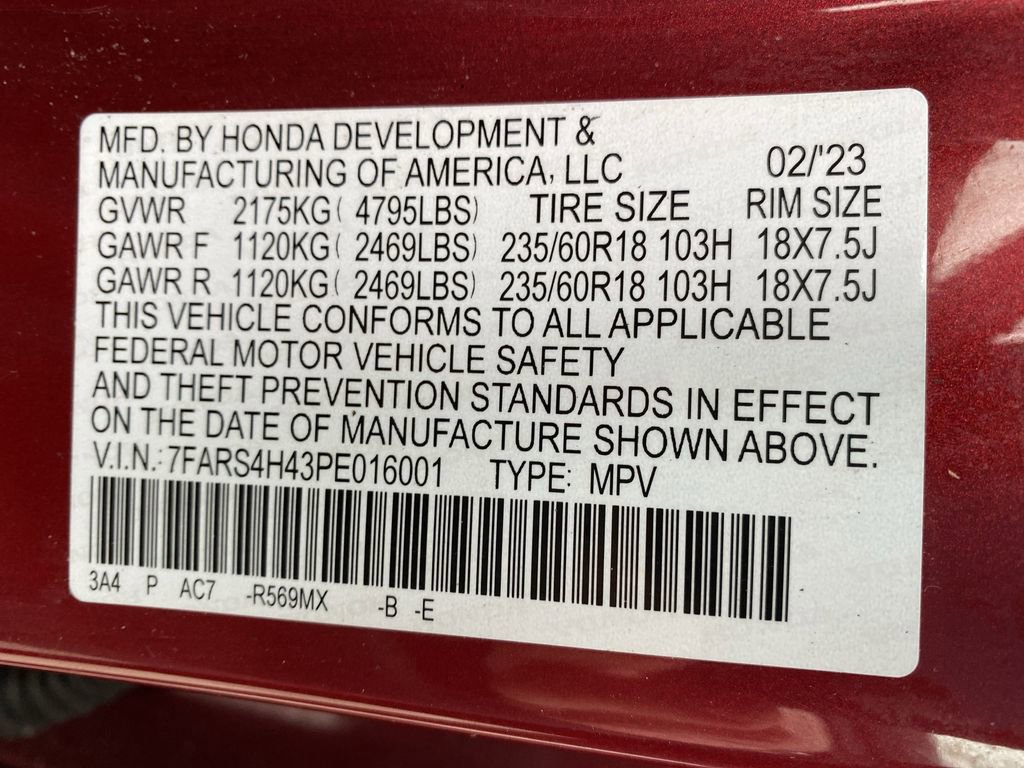 MFD. BY HONDA DEVELOPMENT &
MANUFACTURING OF AMERICA, LLC 02/'23
GVWR 2175KG( 4795LBS) TIRE SIZE RIM SIZE
GAWR F 1120KG( 2469LBS) 235/60R18 103H 18X7.5J
GAWR R 1120KG( 2469LBS) 235/60R18 103H 18X7.5J
THIS VEHICLE CONFORMS TO ALL APPLICABLE
FEDERAL MOTOR VEHICLE SAFETY
AND THEFT PREVENTION STANDARDS IN EFFECT
ON THE DATE OF MANUFACTURE SHOWN ABOVE.
V.I.N.: 7FARS4H43PE016001 TYPE: MPV
3A4 P AC7 -R569MX -B -E